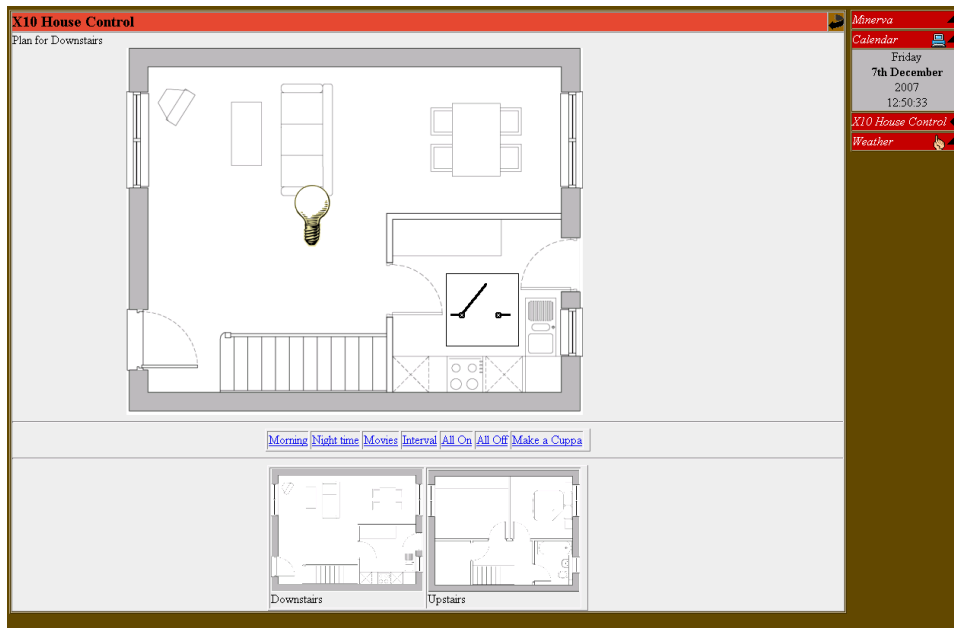 X10 House Control
Plan for Downstairs
Morning Night time Movies Interval All On All Off Make a Cuppa
Downstairs
Upstairs
Minerva
Calendar
Friday
7th December
2007
12:50:33
X10 House Control
Weather